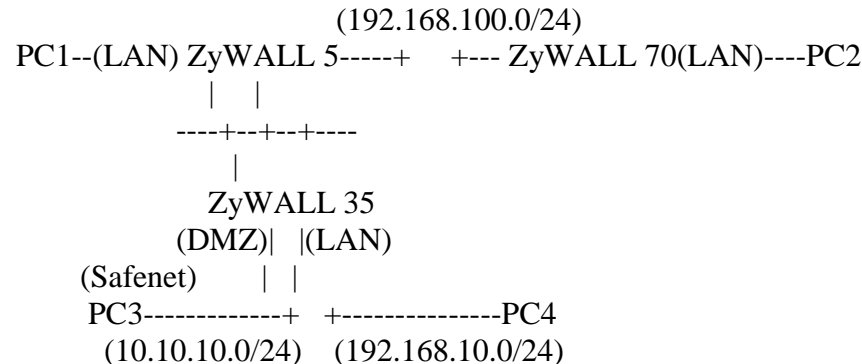 (192.168.100.0/24)
PC1--(LAN) ZyWALL 5-----+ +--- ZyWALL 70(LAN)----PC2
| |
----+--+--+----
|
ZyWALL 35
(DMZ)| |(LAN)
(Safenet) | |
PC3-------------+ +---------------PC4
(10.10.10.0/24) (192.168.10.0/24)